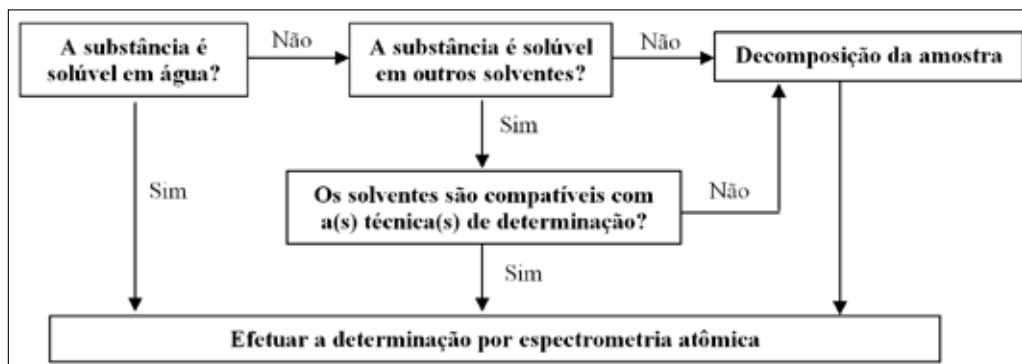 A substância é
solúvel em água?
Não
A substância é solúvel
em outros solventes?
Não
Decomposição da amostra
Sim
Sim
Os solventes são compatíveis com
a(s) técnica(s) de determinação?
Não
Sim
Efetuar a determinação por espectrometria atômica